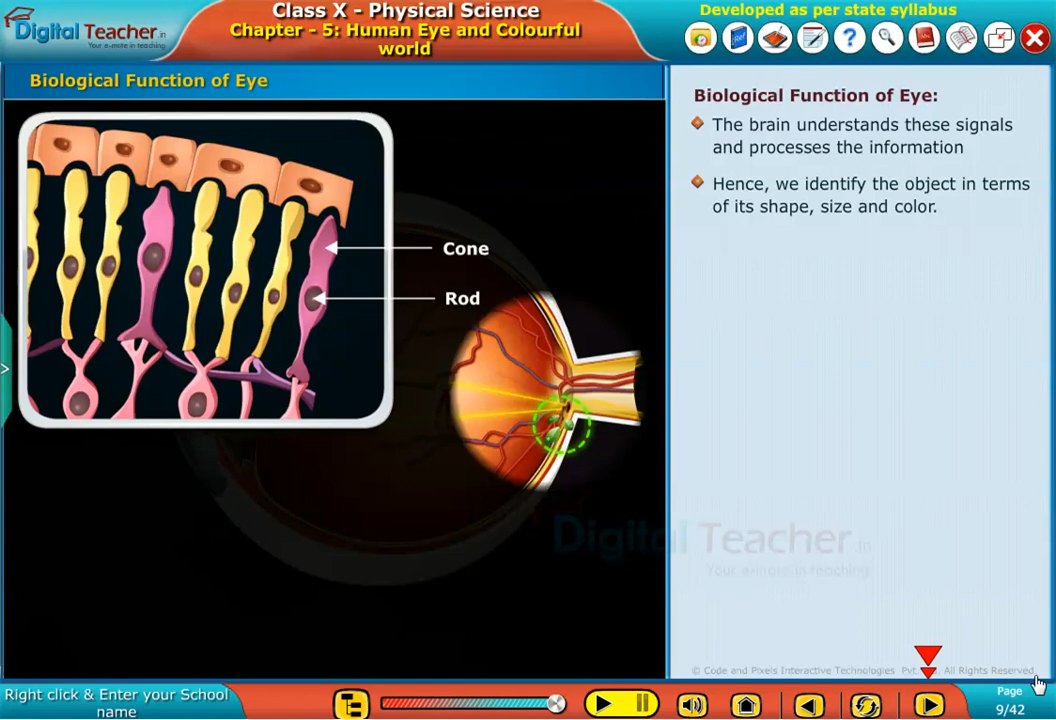 Digital Teacher.in
Your e-mate in teaching
Class X - Physical Science
Chapter - 5: Human Eye and Colourful
world
Developed as per state syllabus
Ref
?
Biological Function of Eye
Cone
Rod
Biological Function of Eye:
The brain understands these signals
and processes the information
Hence, we identify the object in terms
of its shape, size and color.
Digital Teacher.in
Your e-mate in teaching
© Code and Pixels Interactive Technologies Pvt. All Rights Reserved
Right click & Enter your School
name
Page
9/42